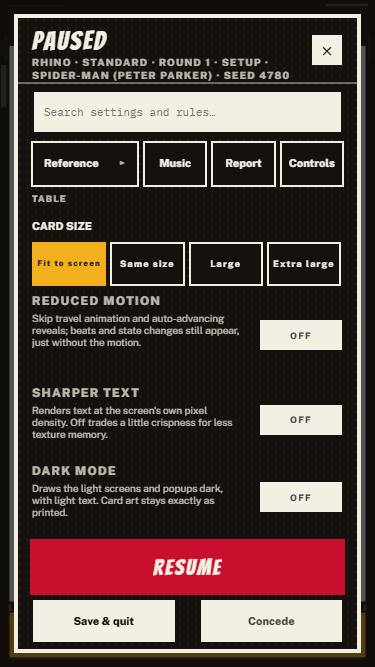 PAUSED
RHINO · STANDARD · ROUND 1 · SETUP ·
SPIDER-MAN (PETER PARKER) · SEED 4780
×
Search settings and rules…
Reference ► Music Report Controls
TABLE
CARD SIZE
Fit to screen Same size Large Extra large
REDUCED MOTION
Skip travel animation and auto-advancing
reveals; beats and state changes still appear,
just without the motion.
OFF
SHARPER TEXT
Renders text at the screen's own pixel
density. Off trades a little crispness for less
texture memory.
OFF
DARK MODE
Draws the light screens and popups dark,
with light text. Card art stays exactly as
printed.
OFF
RESUME
Save & quit Concede